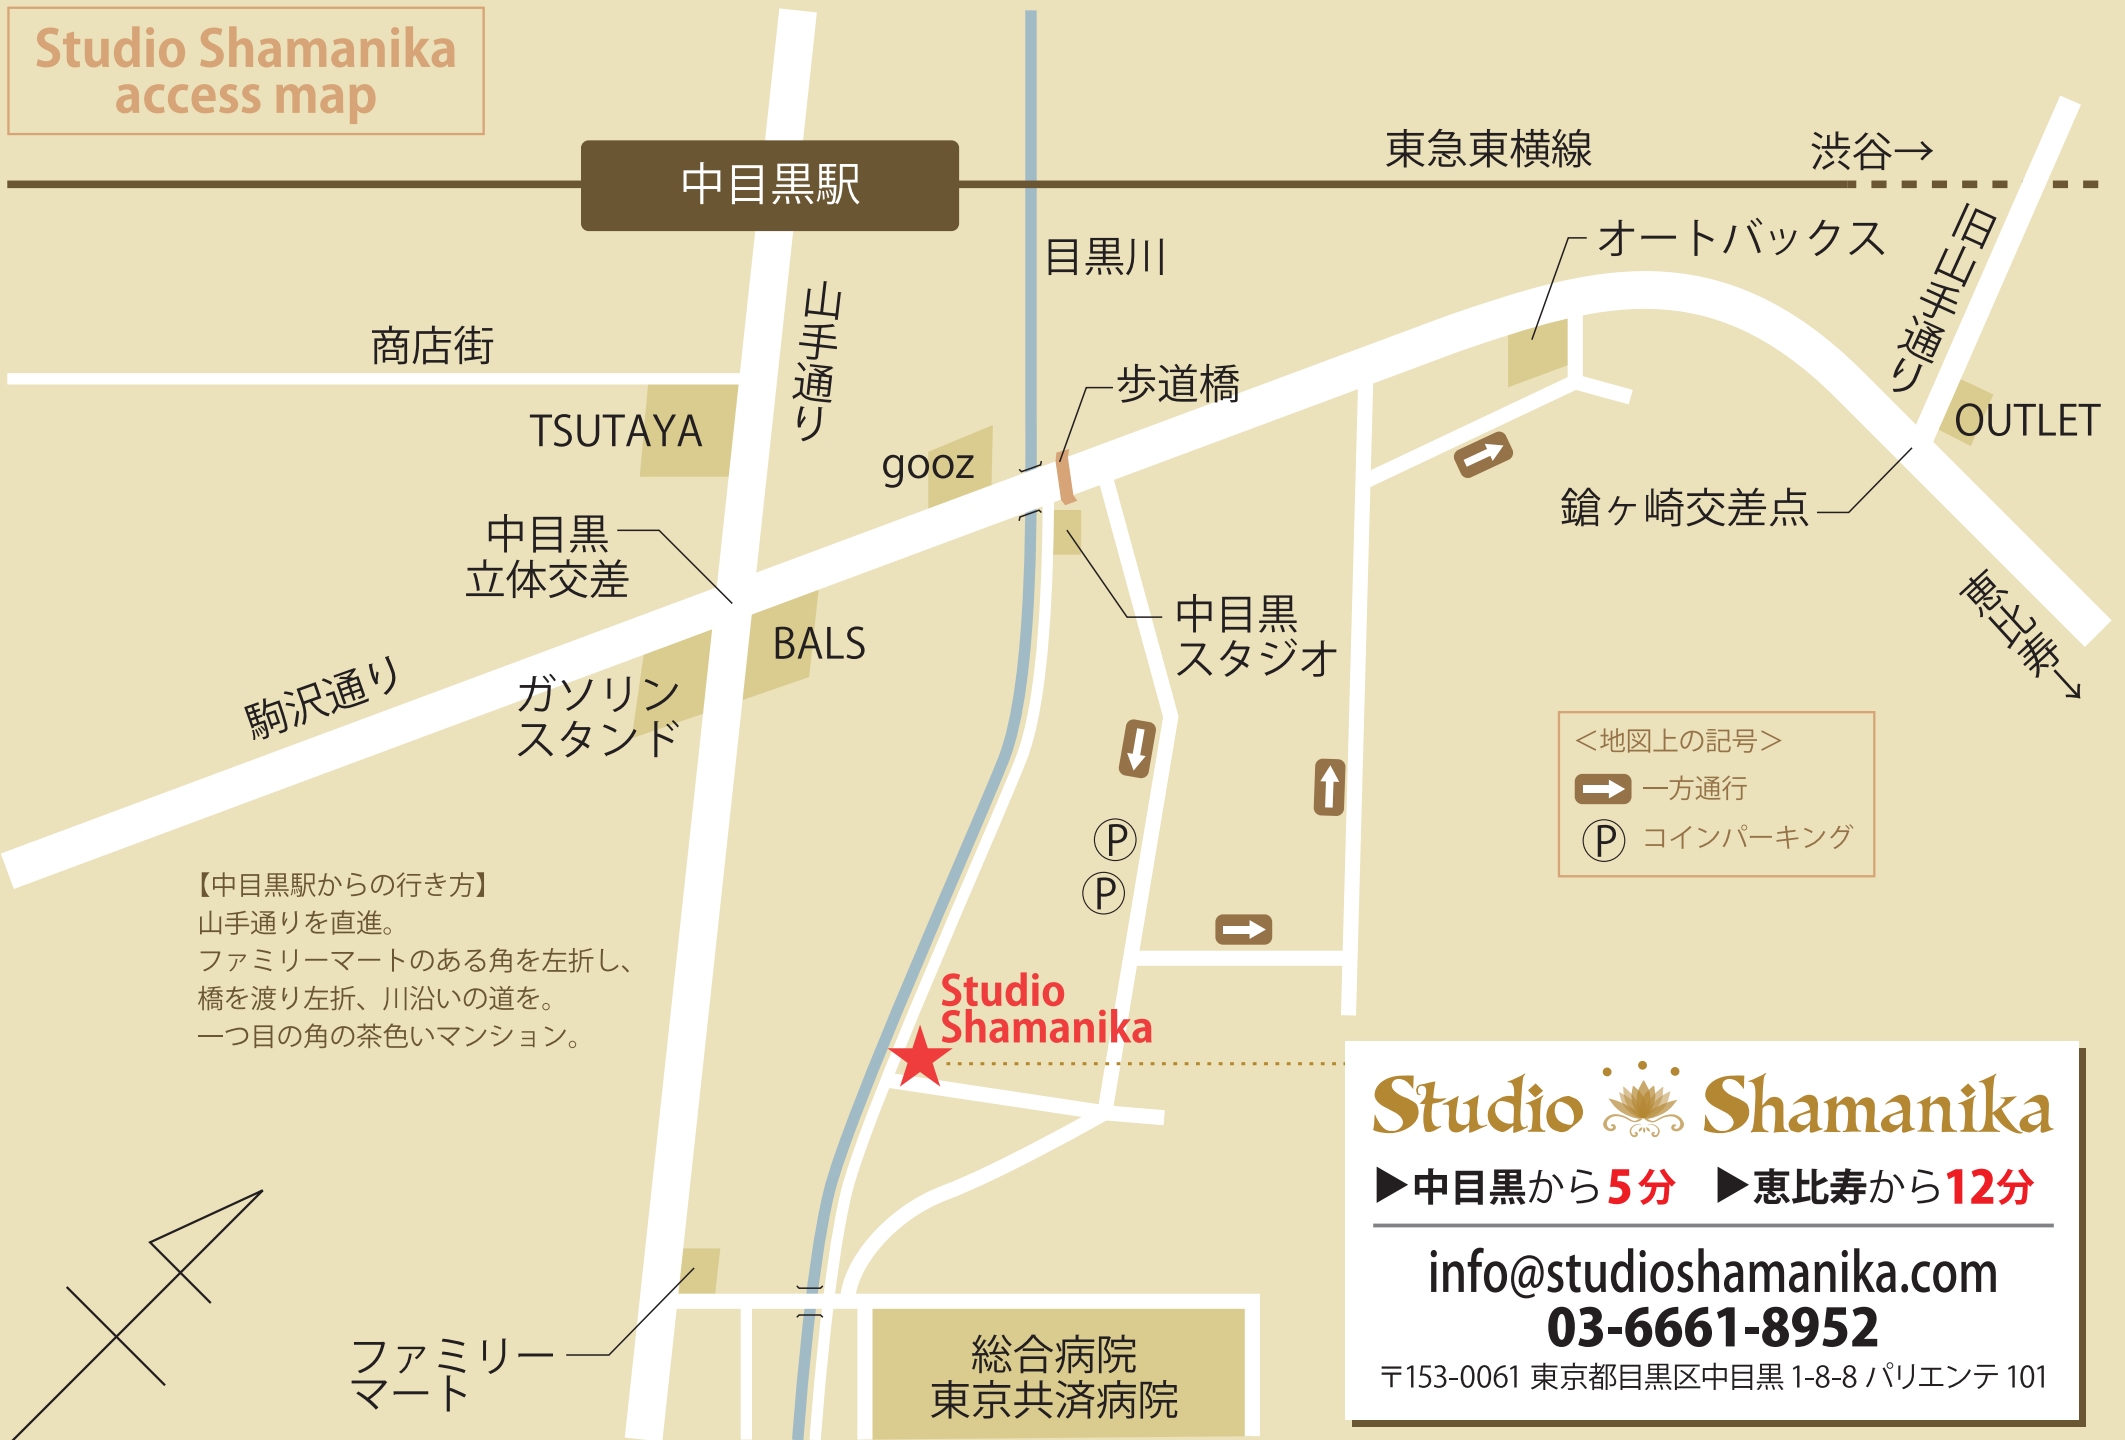 Studio Shamanika
access map
中目黒駅
東急東横線
渋谷→
目黒川
オートバックス
旧山手通り
山手通り
商店街
歩道橋
TSUTAYA
gooz
OUTLET
鎗ヶ崎交差点
中目黒
立体交差
恵比寿→
中目黒
スタジオ
BALS
駒沢通り
ガソリン
スタンド
＜地図上の記号＞
一方通行
Ⓟ コインパーキング
Ⓟ
Ⓟ
【中目黒駅からの行き方】
山手通りを直進。
ファミリーマートのある角を左折し、
橋を渡り左折、川沿いの道を。
一つ目の角の茶色いマンション。
Studio
Shamanika
Studio Shamanika
▶中目黒から5分 ▶恵比寿から12分
info@studioshamanika.com
03-6661-8952
〒153-0061 東京都目黒区中目黒 1-8-8 パリエンテ 101
ファミリー
マート
総合病院
東京共済病院